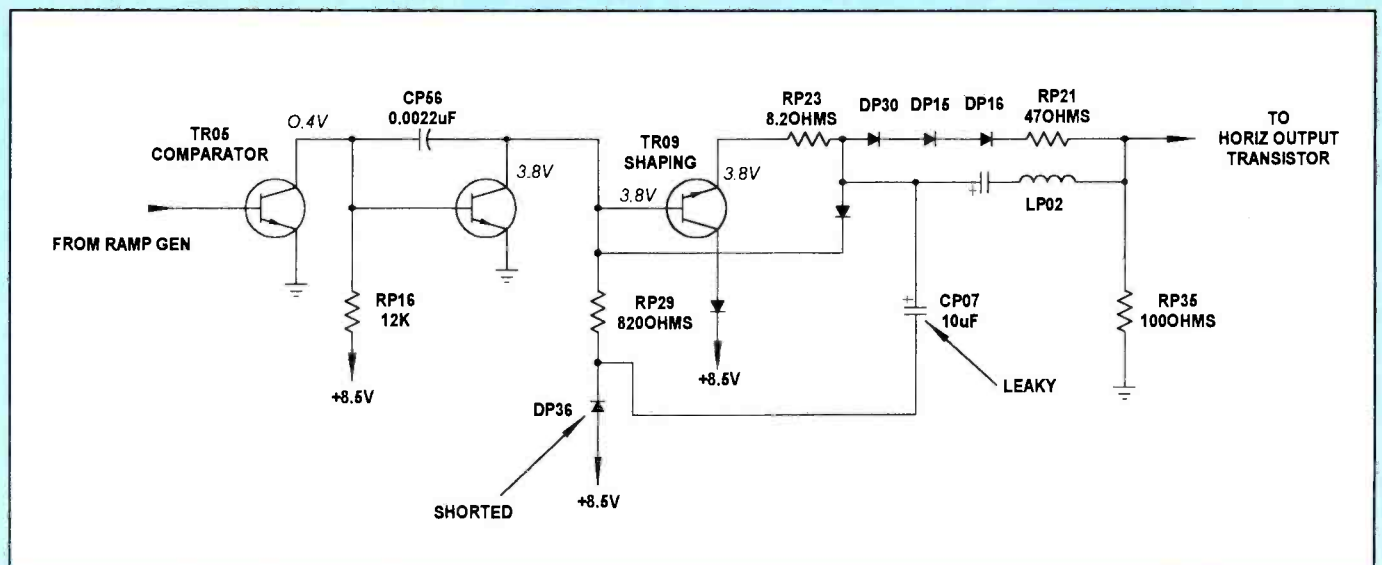 CP56
0.0022uF
0.4V
TR05
COMPARATOR
3.8V
FROM RAMP GEN
RP16
12K
+8.5V
TR09
SHAPING
3.8V
3.8V
RP23
8.2OHMS
DP30
DP15
DP16
RP21
47OHMS
TO
HORIZ OUTPUT
TRANSISTOR
+
LP02
RP29
820OHMS
+
CP07
10uF
LEAKY
RP35
100OHMS
+8.5V
DP36
SHORTED
+8.5V